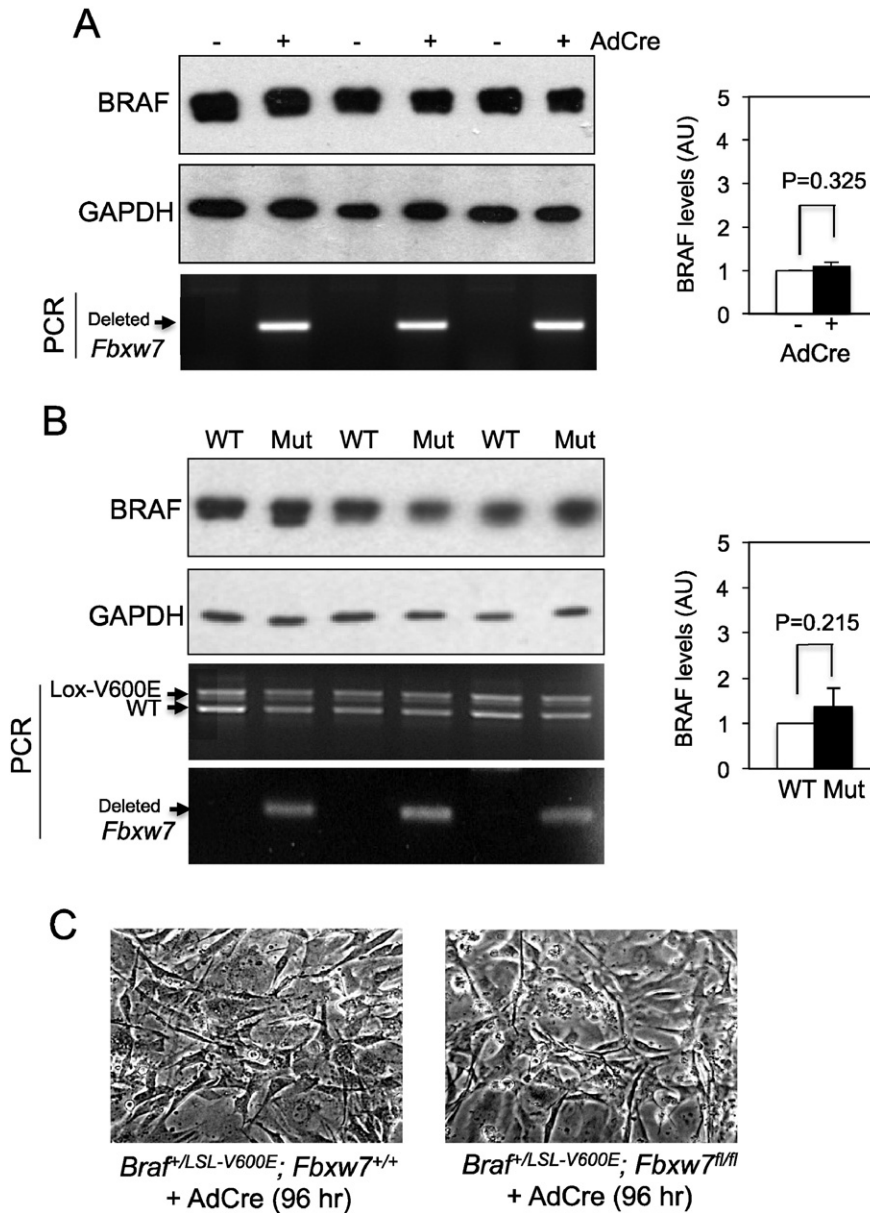 A
- + - + - + AdCre
BRAF
GAPDH
PCR
Deleted
Fbxw7
5
4
3
2
1
0
BRAF levels (AU)
P=0.325
- +
AdCre
B
WT Mut WT Mut WT Mut
BRAF
GAPDH
PCR
Lox-V600E
WT
Deleted
Fbxw7
5
4
3
2
1
0
BRAF levels (AU)
P=0.215
WT Mut
C
Braf+/LSL-V600E; Fbxw7+/+
+ AdCre (96 hr)
Braf+/LSL-V600E; Fbxw7fl/fl
+ AdCre (96 hr)